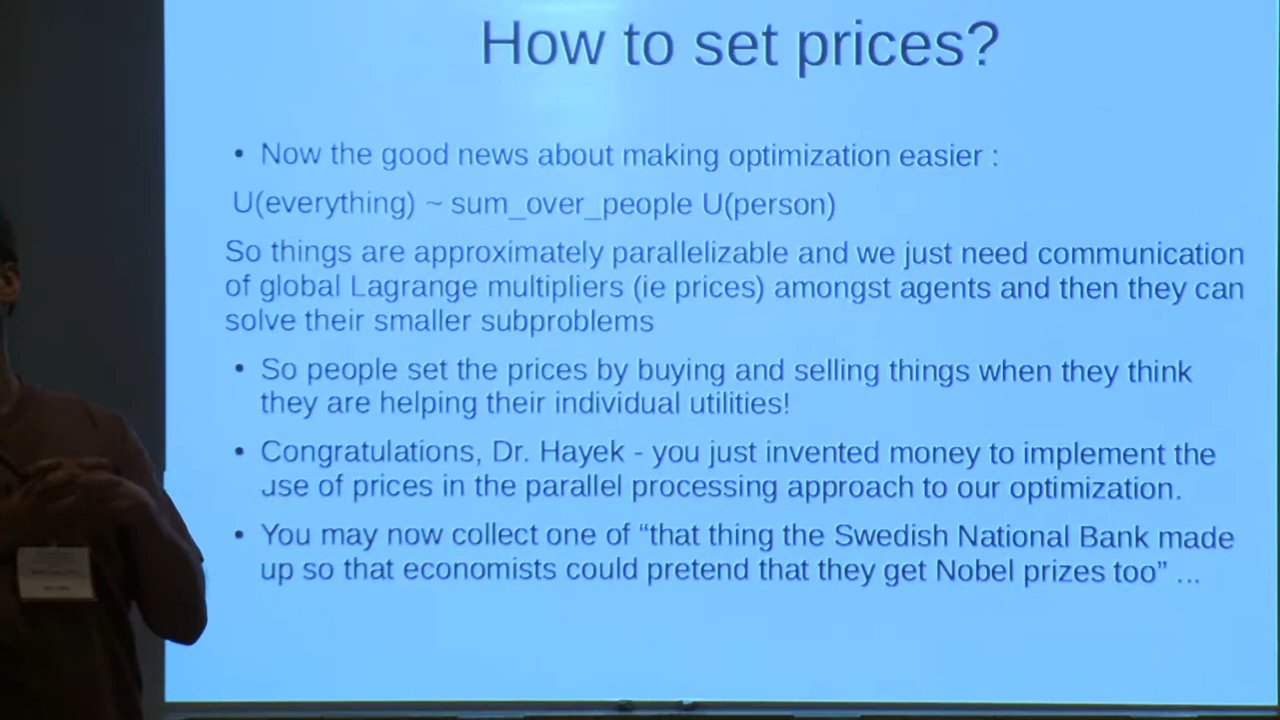 How to set prices?
• Now the good news about making optimization easier :
U(everything) ~ sum_over_people U(person)
So things are approximately parallelizable and we just need communication
of global Lagrange multipliers (ie prices) amongst agents and then they can
solve their smaller subproblems
• So people set the prices by buying and selling things when they think
they are helping their individual utilities!
• Congratulations, Dr. Hayek - you just invented money to implement the
use of prices in the parallel processing approach to our optimization.
• You may now collect one of “that thing the Swedish National Bank made
up so that economists could pretend that they get Nobel prizes too” ...